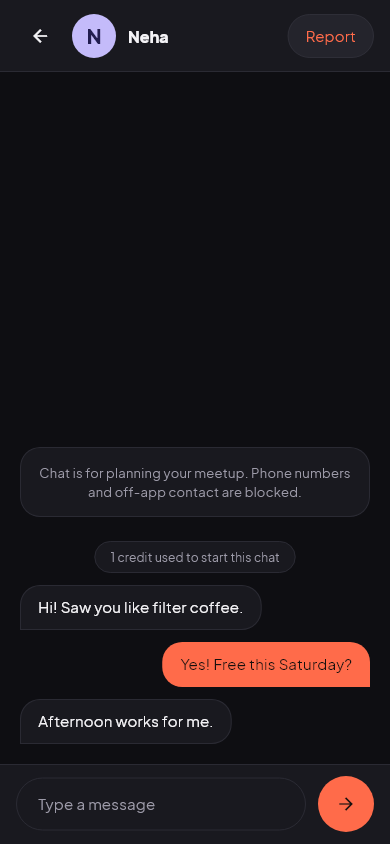 N
Neha
Report
Chat is for planning your meetup. Phone numbers
and off-app contact are blocked.
1 credit used to start this chat
Hi! Saw you like filter coffee.
Yes! Free this Saturday?
Afternoon works for me.
Type a message